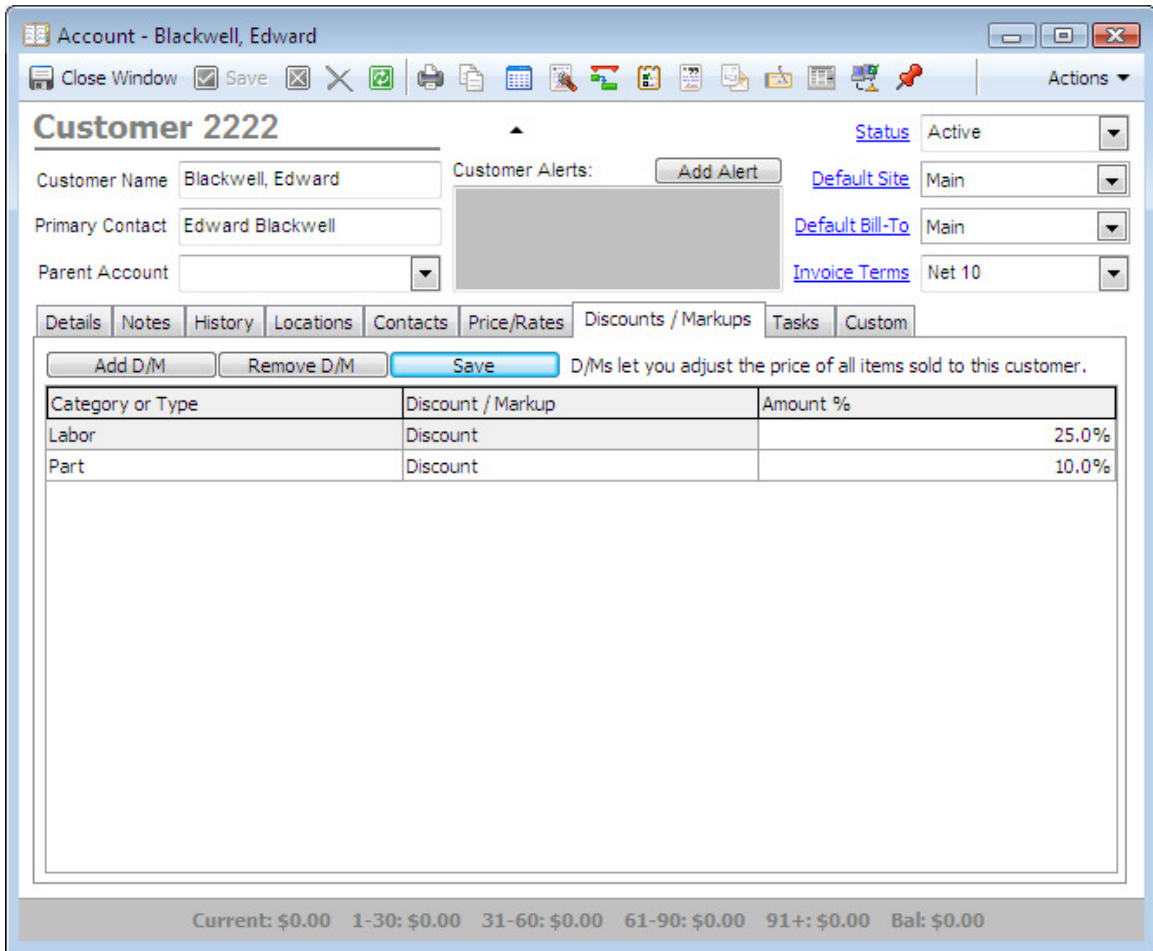 Account - Blackwell, Edward
Close Window Save Actions
Customer 2222
Status Active
Customer Name Blackwell, Edward
Customer Alerts: Add Alert
Default Site Main
Primary Contact Edward Blackwell
Default Bill-To Main
Parent Account
Invoice Terms Net 10
Details Notes History Locations Contacts Price/Rates Discounts / Markups Tasks Custom
Add D/M Remove D/M Save D/Ms let you adjust the price of all items sold to this customer.
Category or Type Discount / Markup Amount %
Labor Discount 25.0%
Part Discount 10.0%
Current: $0.00 1-30: $0.00 31-60: $0.00 61-90: $0.00 91+: $0.00 Bal: $0.00